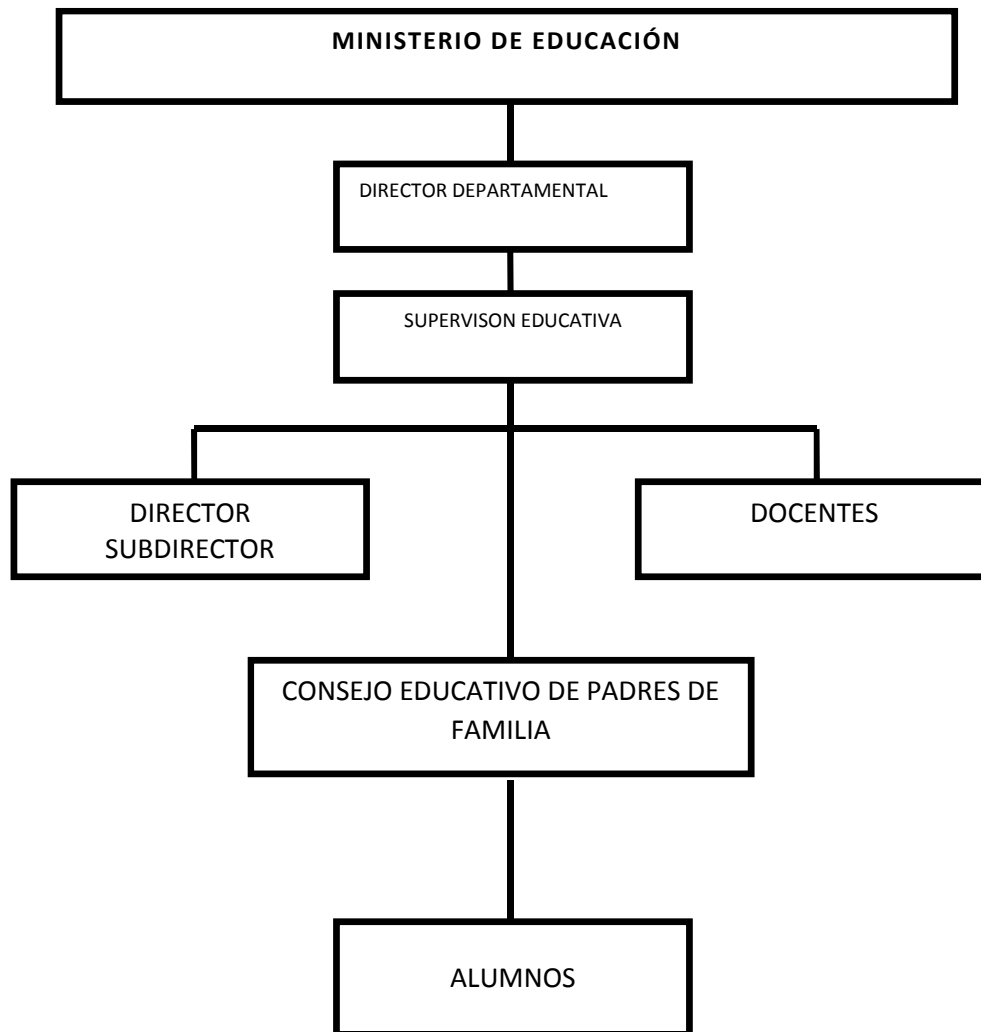 MINISTERIO DE EDUCACIÓN
DIRECTOR DEPARTAMENTAL
SUPERVISON EDUCATIVA
DIRECTOR
SUBDIRECTOR
DOCENTES
CONSEJO EDUCATIVO DE PADRES DE
FAMILIA
ALUMNOS